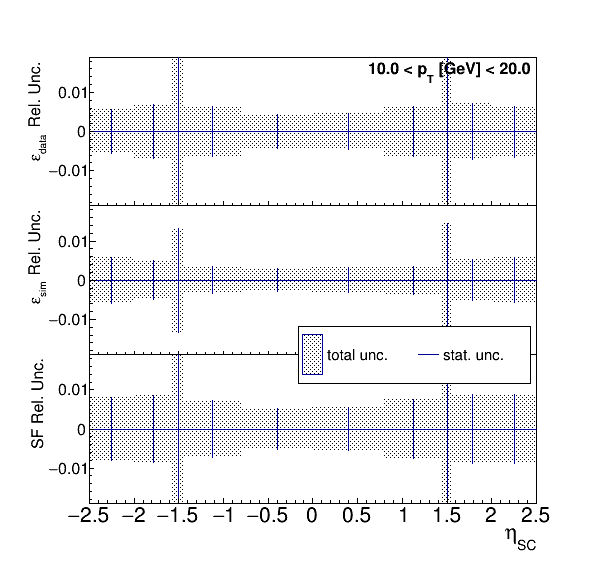 10.0 < p_T [GeV] < 20.0
ε_data Rel. Unc.
0.01
0
−0.01
ε_sim Rel. Unc.
0.01
0
−0.01
total unc. stat. unc.
SF Rel. Unc.
0.01
0
−0.01
−2.5 −2 −1.5 −1 −0.5 0 0.5 1 1.5 2 2.5
η_SC